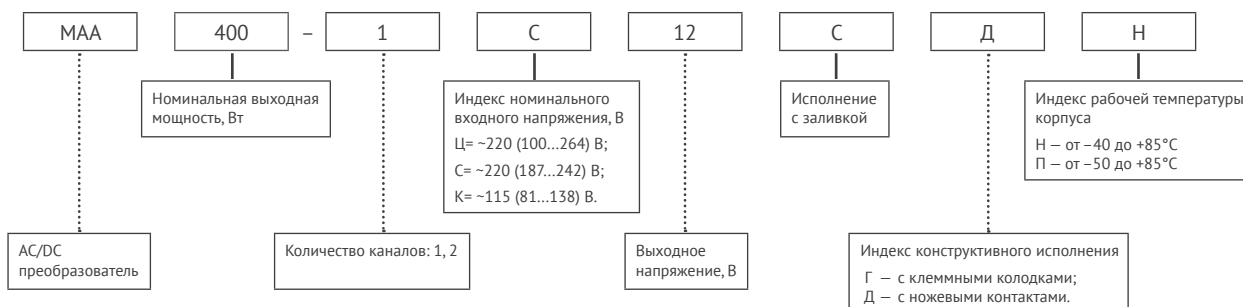 МАА 400 – 1 С 12 С Д Н
Номинальная выходная
мощность, Вт
Индекс номинального
входного напряжения, В
Ц= ~220 (100...264) В;
С= ~220 (187...242) В;
К= ~115 (81...138) В.
Исполнение
с заливкой
Индекс рабочей температуры
корпуса
Н — от –40 до +85°С
П — от –50 до +85°С
AC/DC
преобразователь
Количество каналов: 1, 2
Выходное
напряжение, В
Индекс конструктивного исполнения
Г — с клеммными колодками;
Д — с ножевыми контактами.